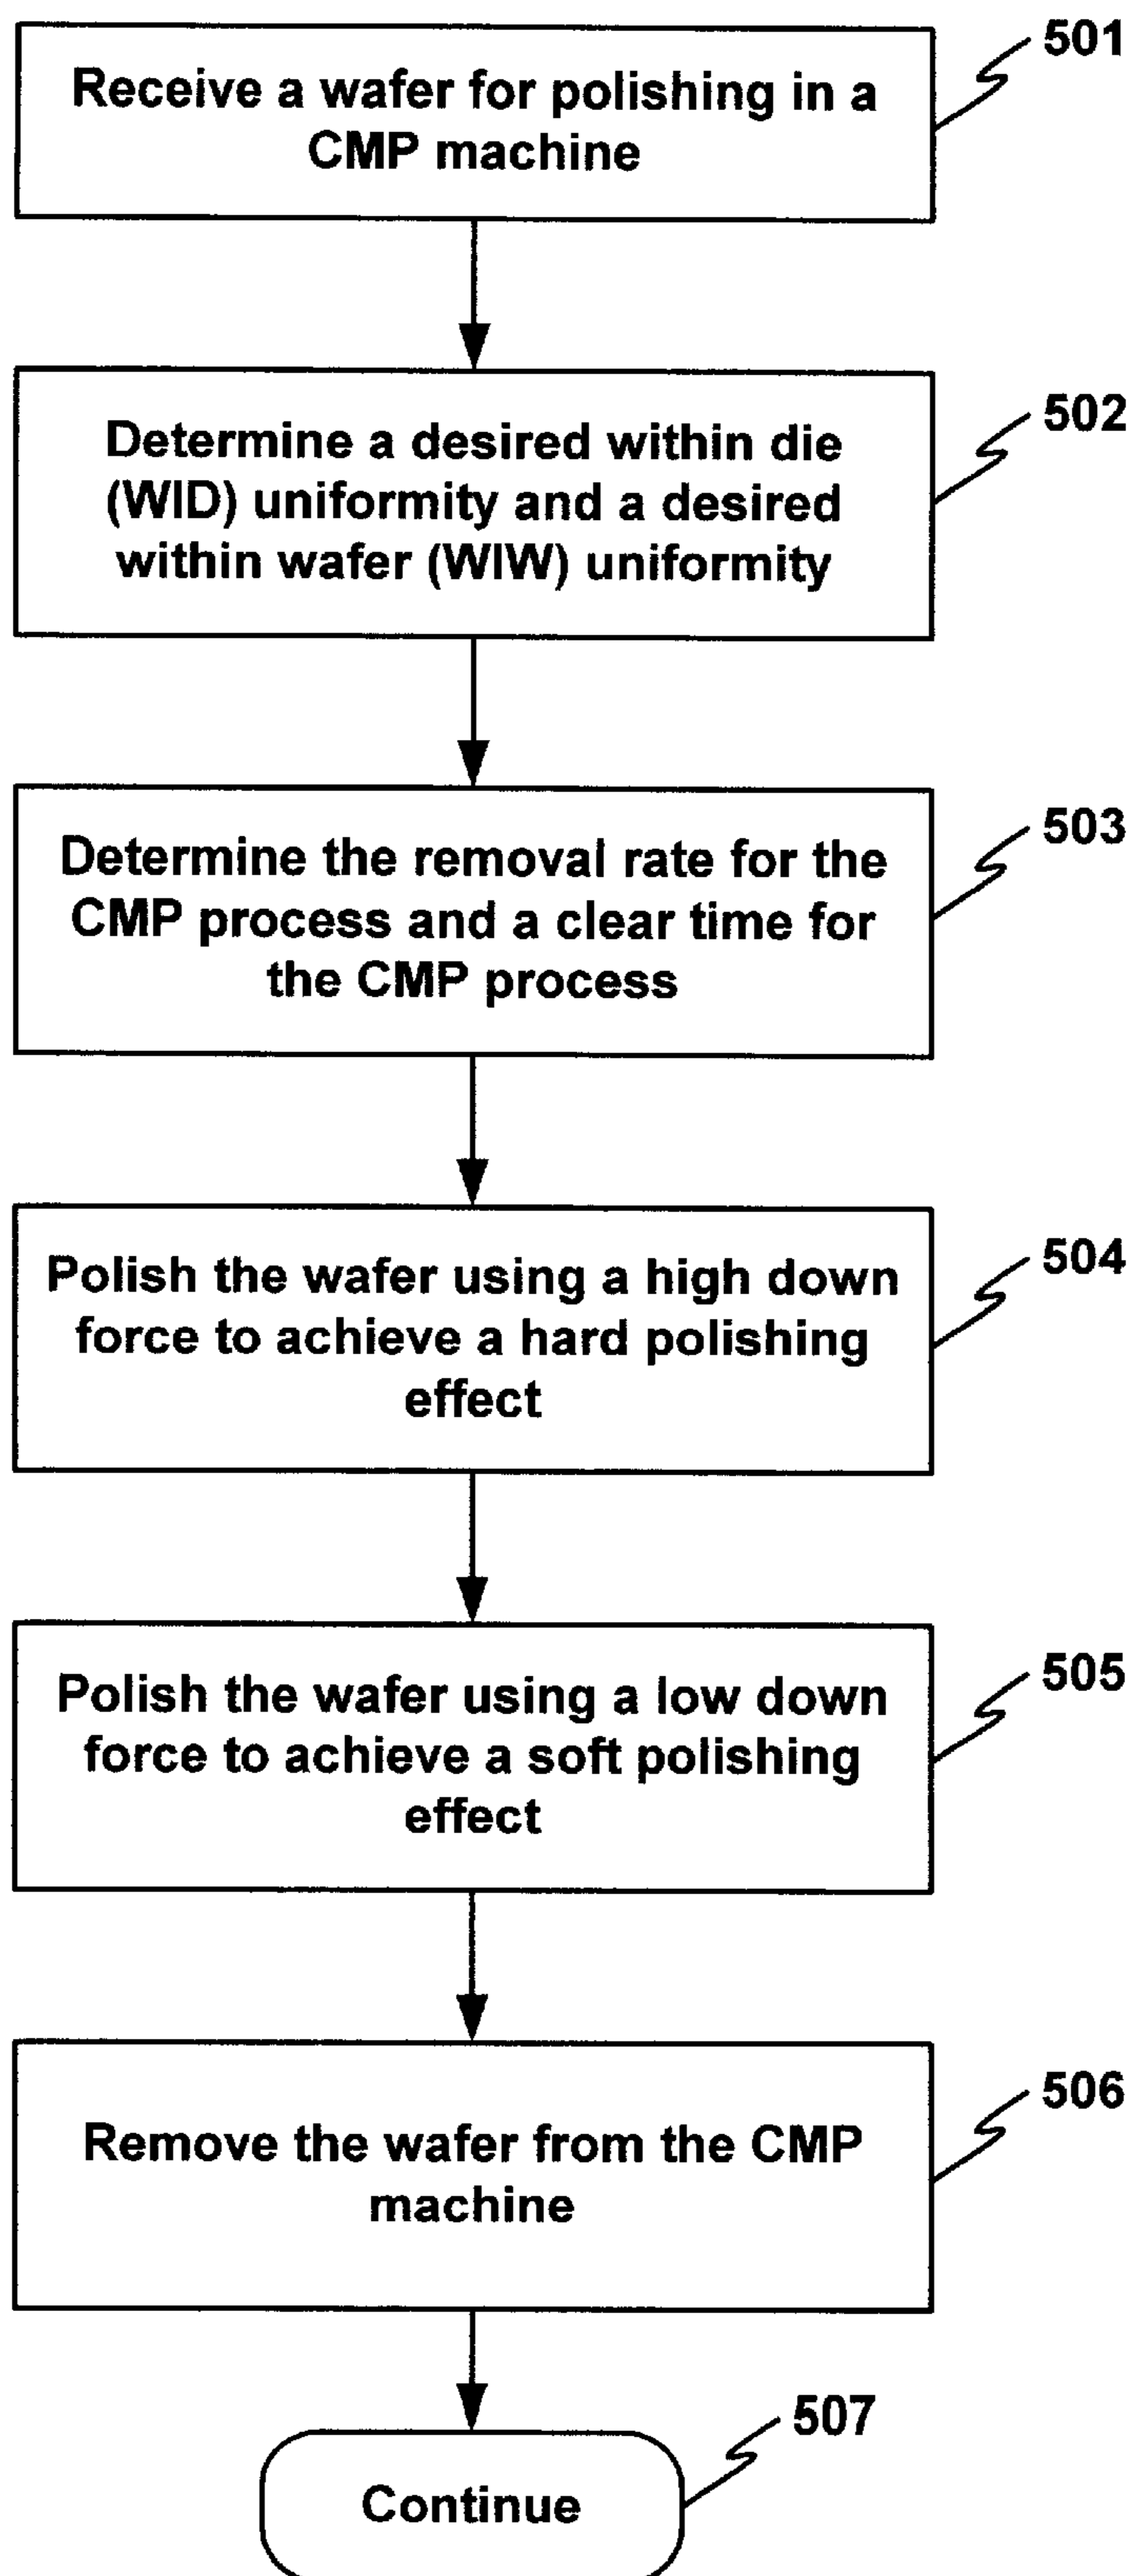 501
Receive a wafer for polishing in a
CMP machine
502
Determine a desired within die
(WID) uniformity and a desired
within wafer (WIW) uniformity
503
Determine the removal rate for the
CMP process and a clear time for
the CMP process
504
Polish the wafer using a high down
force to achieve a hard polishing
effect
505
Polish the wafer using a low down
force to achieve a soft polishing
effect
506
Remove the wafer from the CMP
machine
507
Continue